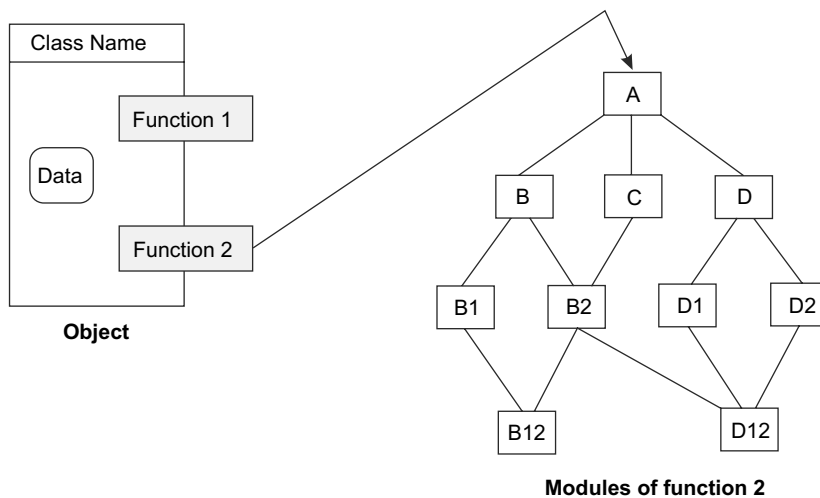 Class Name
Function 1
Data
Function 2
Object
A
B
C
D
B1
B2
D1
D2
B12
D12
Modules of function 2